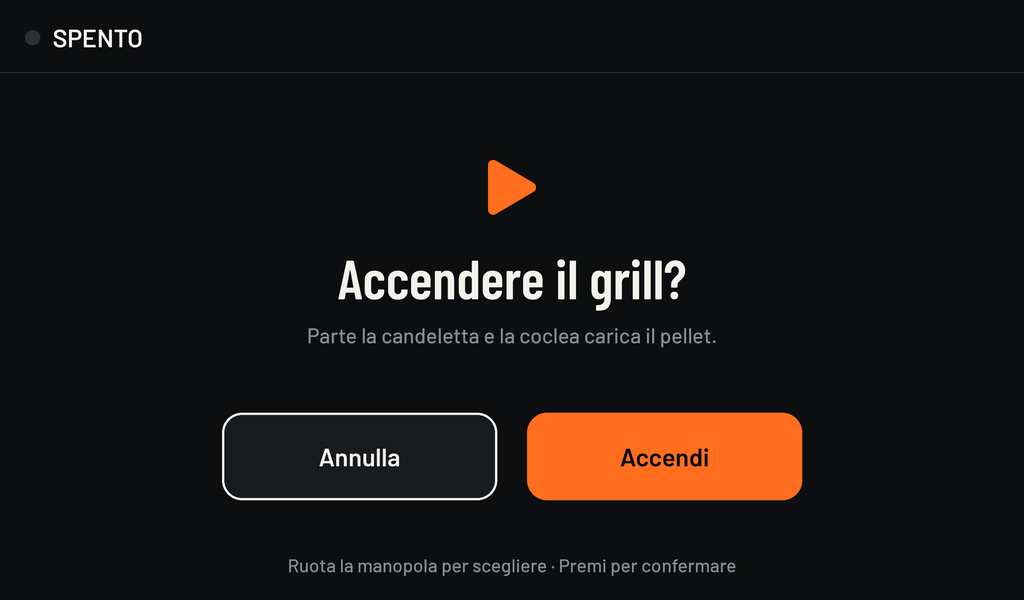 SPENTO
Accendere il grill?
Parte la candeletta e la coclea carica il pellet.
Annulla
Accendi
Ruota la manopola per scegliere · Premi per confermare